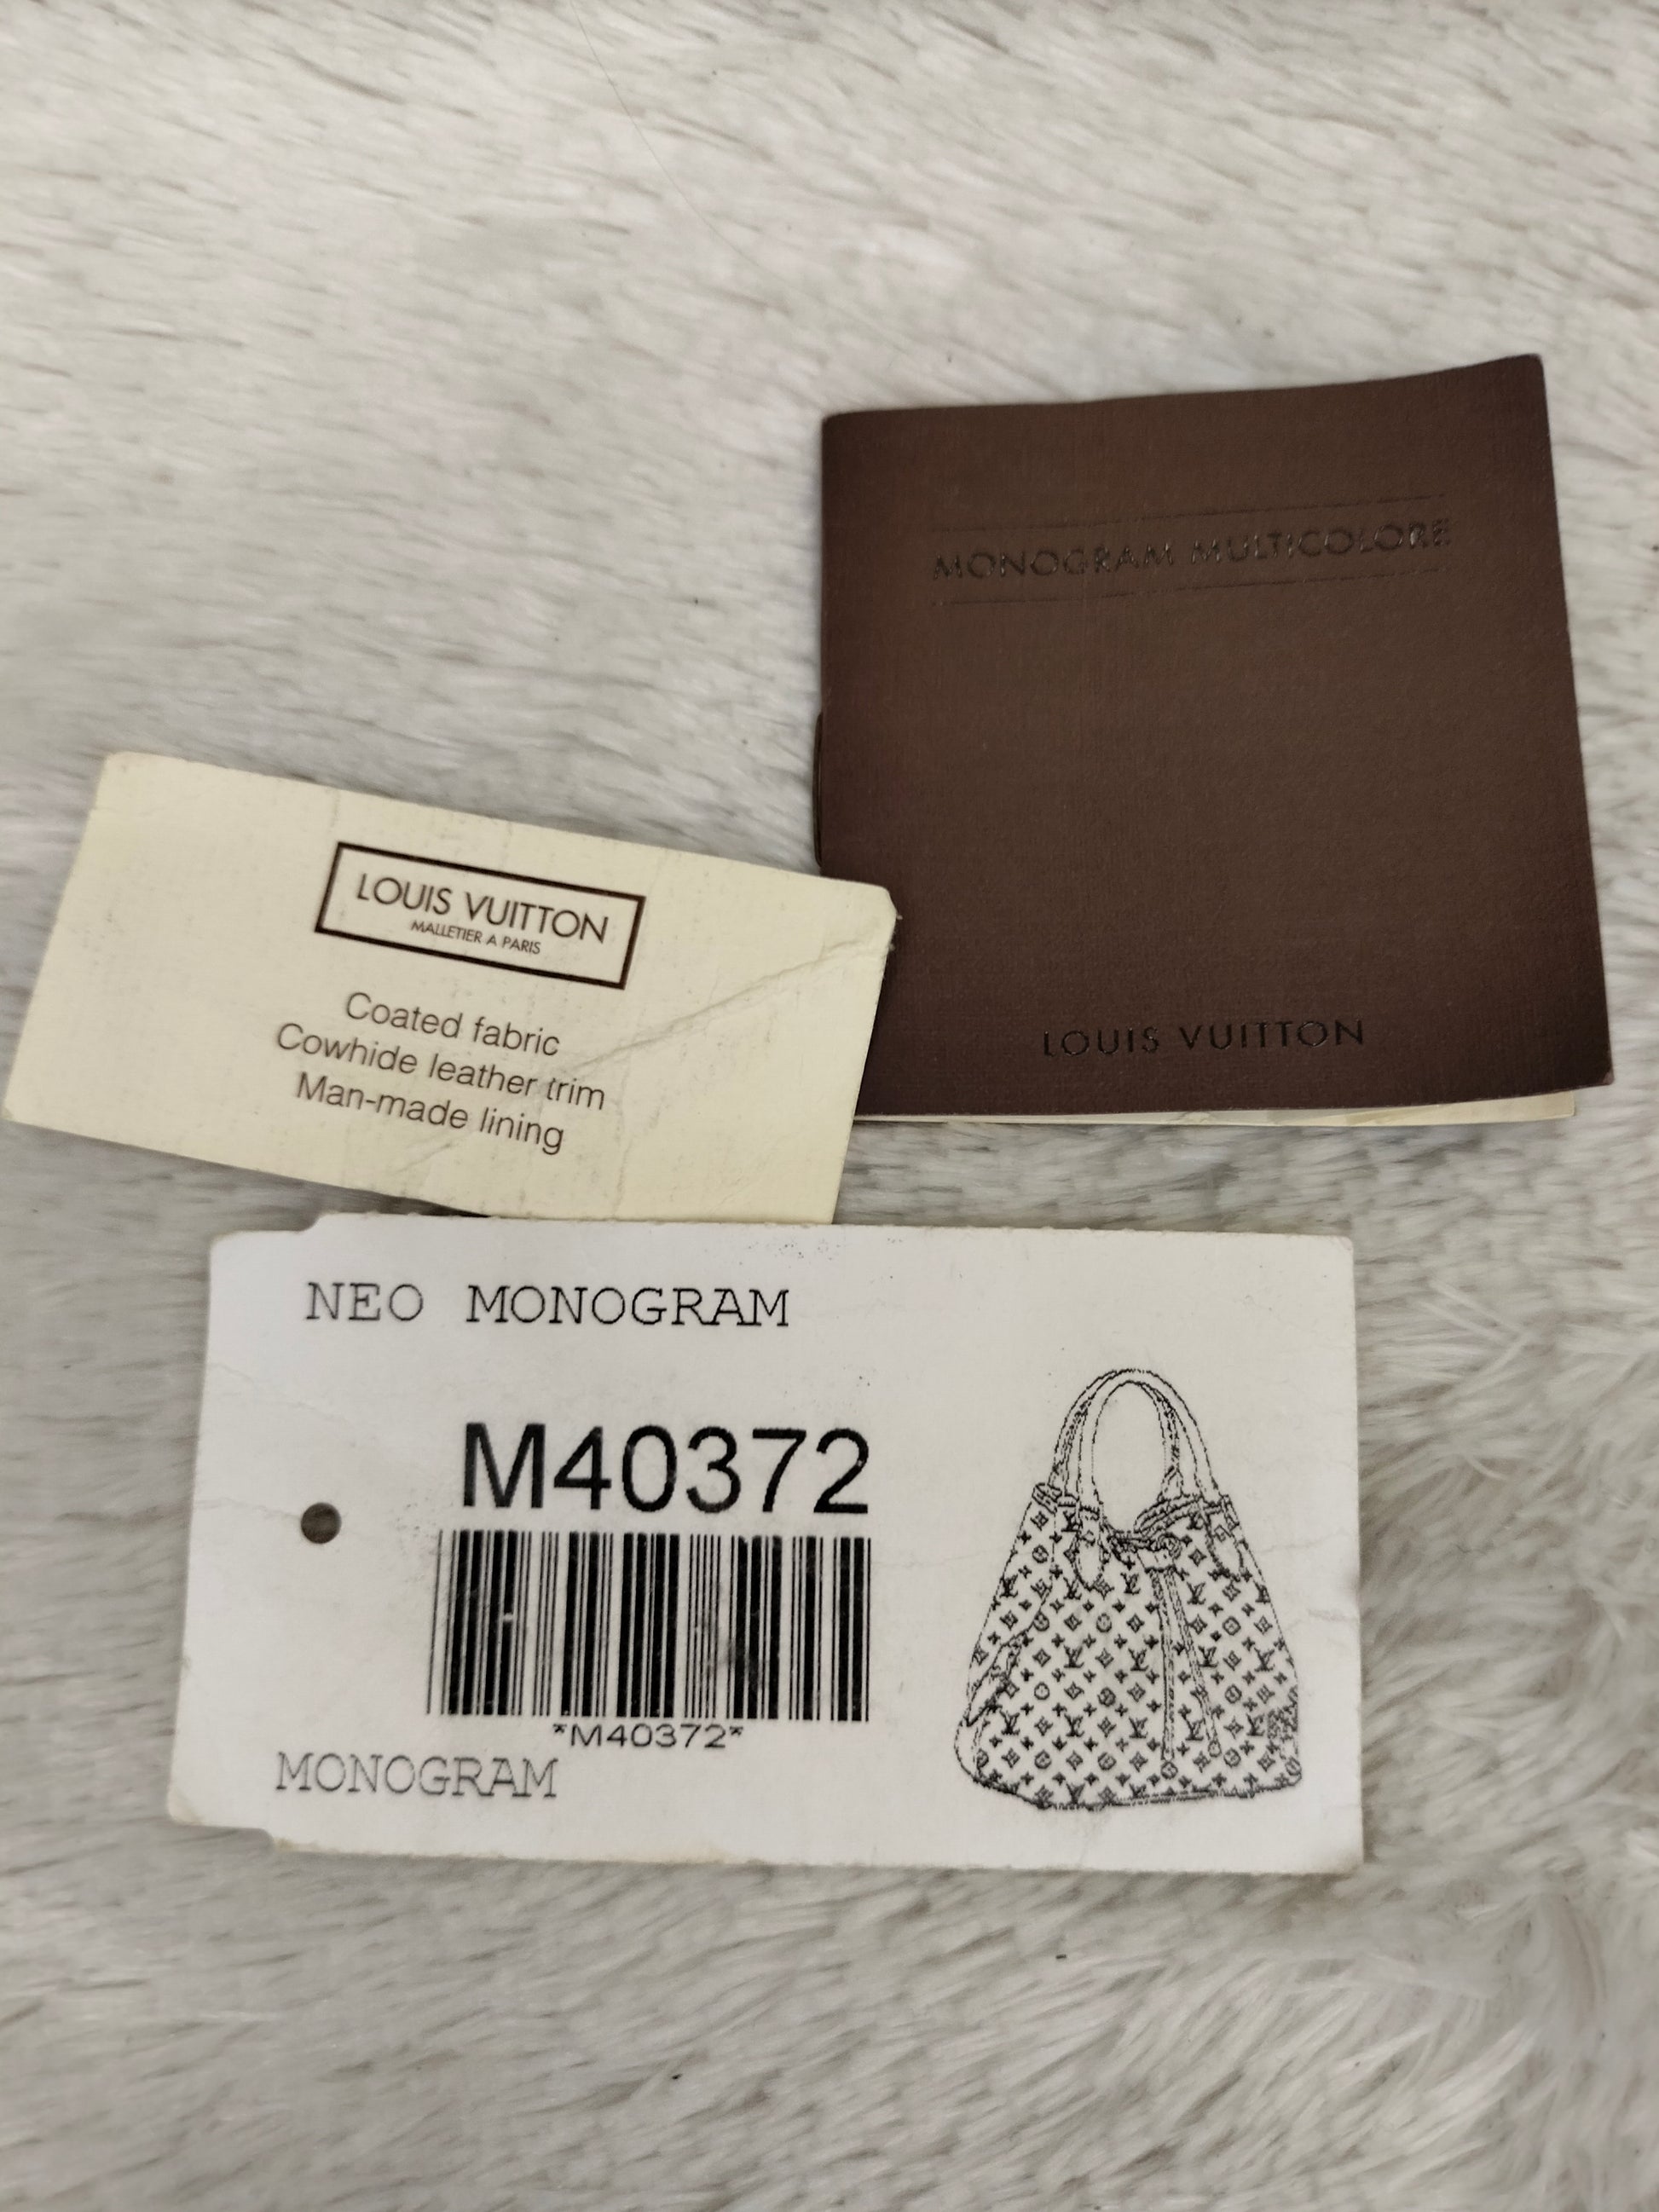 MONOGRAM MULTICOLORE
LOUIS VUITTON
LOUIS VUITTON
MALLETIER A PARIS
Coated fabric
Cowhide leather trim
Man-made lining
NEO MONOGRAM
M40372
*M40372*
MONOGRAM